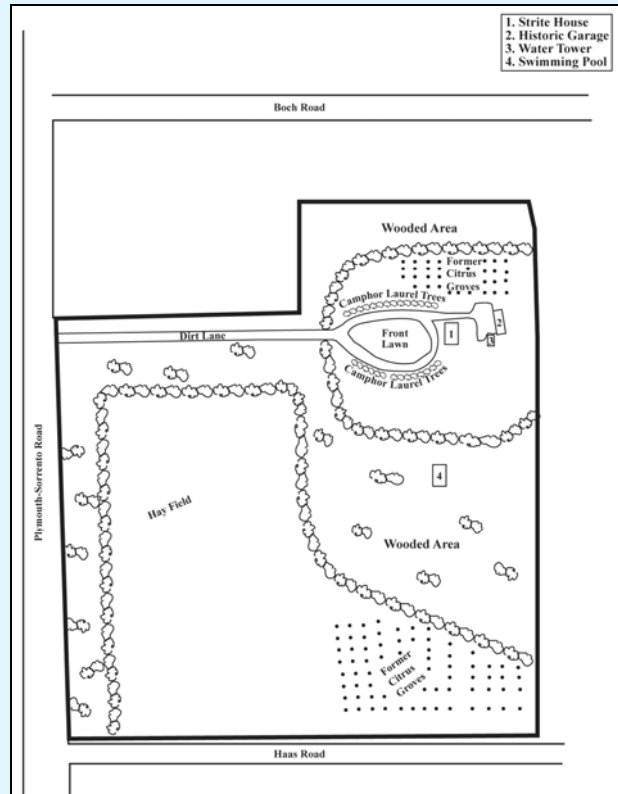 1. Strite House
2. Historic Garage
3. Water Tower
4. Swimming Pool
Boch Road
Wooded Area
Former
Citrus
Groves
Camphor Laurel Trees
Dirt Lane
Front
Lawn
1
2
3
Camphor Laurel Trees
Plymouth-Sorrento Road
4
Hay Field
Wooded Area
Former
Citrus
Groves
Haas Road